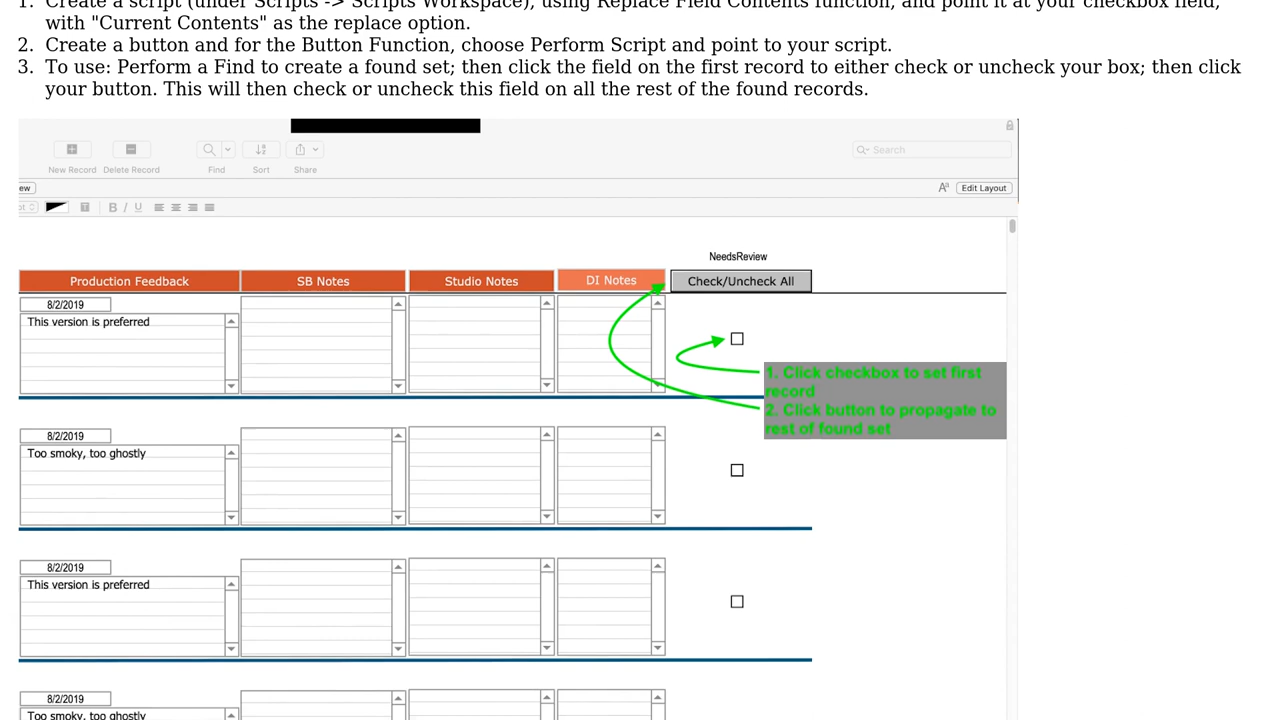 1. Create a script (under Scripts -> Scripts Workspace), using Replace Field Contents function, and point it at your checkbox field,
with "Current Contents" as the replace option.
2. Create a button and for the Button Function, choose Perform Script and point to your script.
3. To use: Perform a Find to create a found set; then click the field on the first record to either check or uncheck your box; then click
your button. This will then check or uncheck this field on all the rest of the found records.
Search
New Record Delete Record Find Sort Share
ew Edit Layout
B I U
NeedsReview
Production Feedback SB Notes Studio Notes DI Notes Check/Uncheck All
8/2/2019
This version is preferred
1. Click checkbox to set first
record
2. Click button to propagate to
rest of found set
8/2/2019
Too smoky, too ghostly
8/2/2019
This version is preferred
8/2/2019
Too smoky, too ghostly